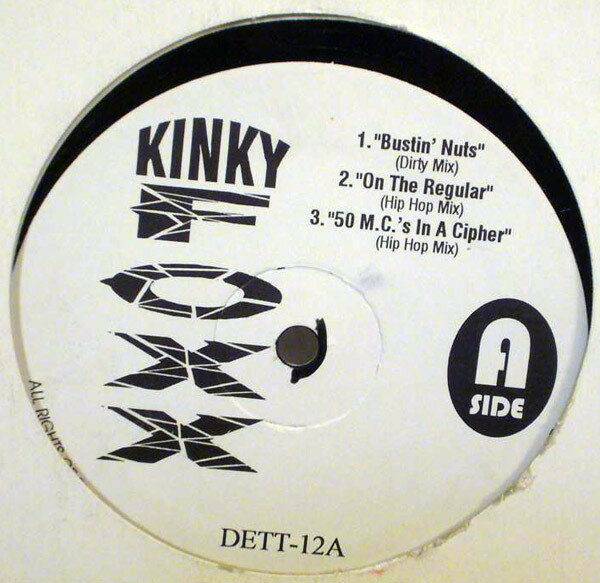 KINKY
FOXX
1. "Bustin' Nuts"
(Dirty Mix)
2. "On The Regular"
(Hip Hop Mix)
3. "50 M.C.'s In A Cipher"
(Hip Hop Mix)
A
SIDE
ALL RIGHTS
DETT-12A